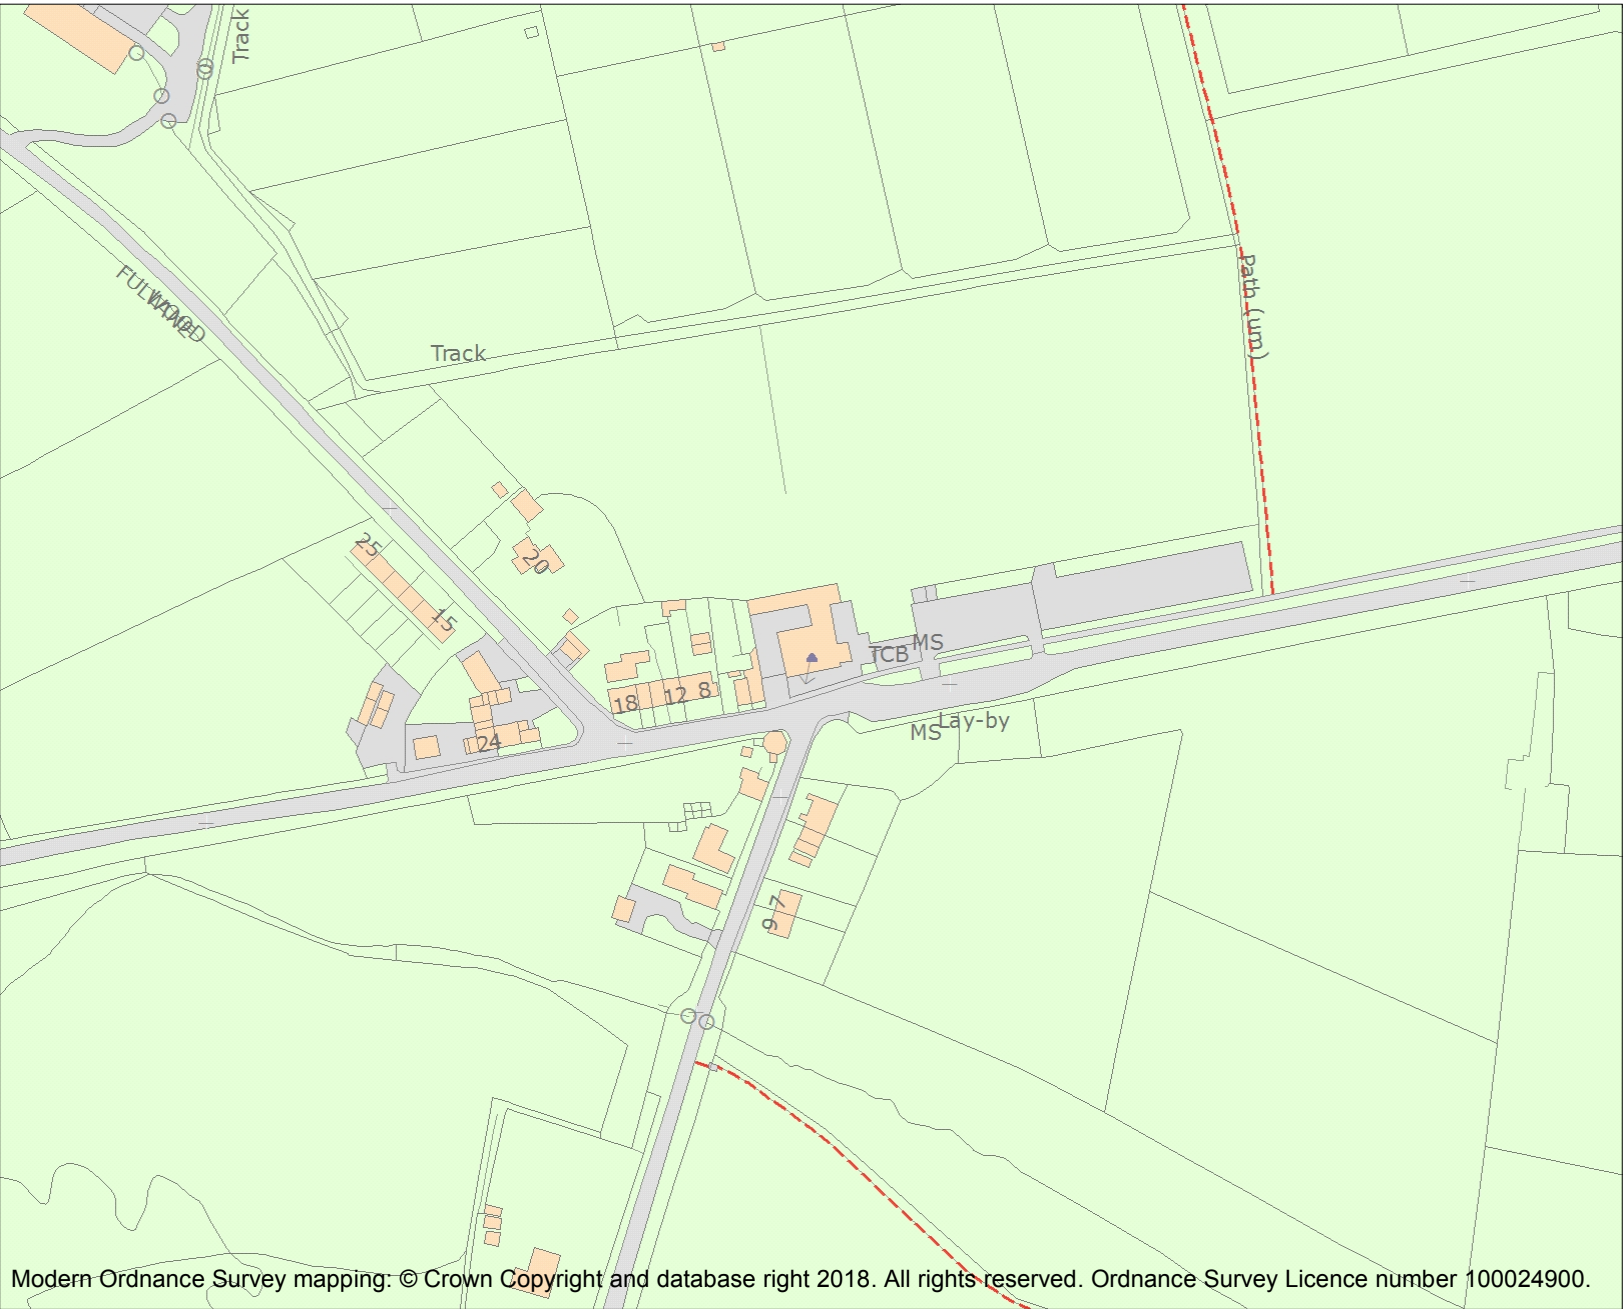 Track
FULWOOD
Track
Path (um)
25
20
15
MS
TCB
18
12
8
Lay-by
MS
24
7
9
Modern Ordnance Survey mapping: © Crown Copyright and database right 2018. All rights reserved. Ordnance Survey Licence number 100024900.